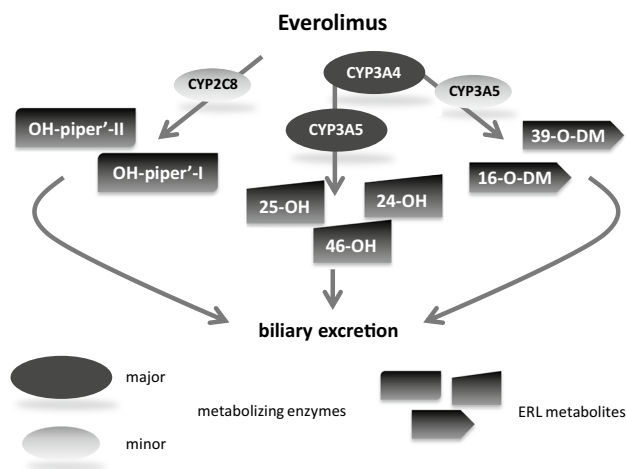 Everolimus
CYP2C8
CYP3A4
CYP3A5
CYP3A5
OH-piper’-II
OH-piper’-I
39-O-DM
16-O-DM
25-OH
24-OH
46-OH
biliary excretion
major
metabolizing enzymes
ERL metabolites
minor